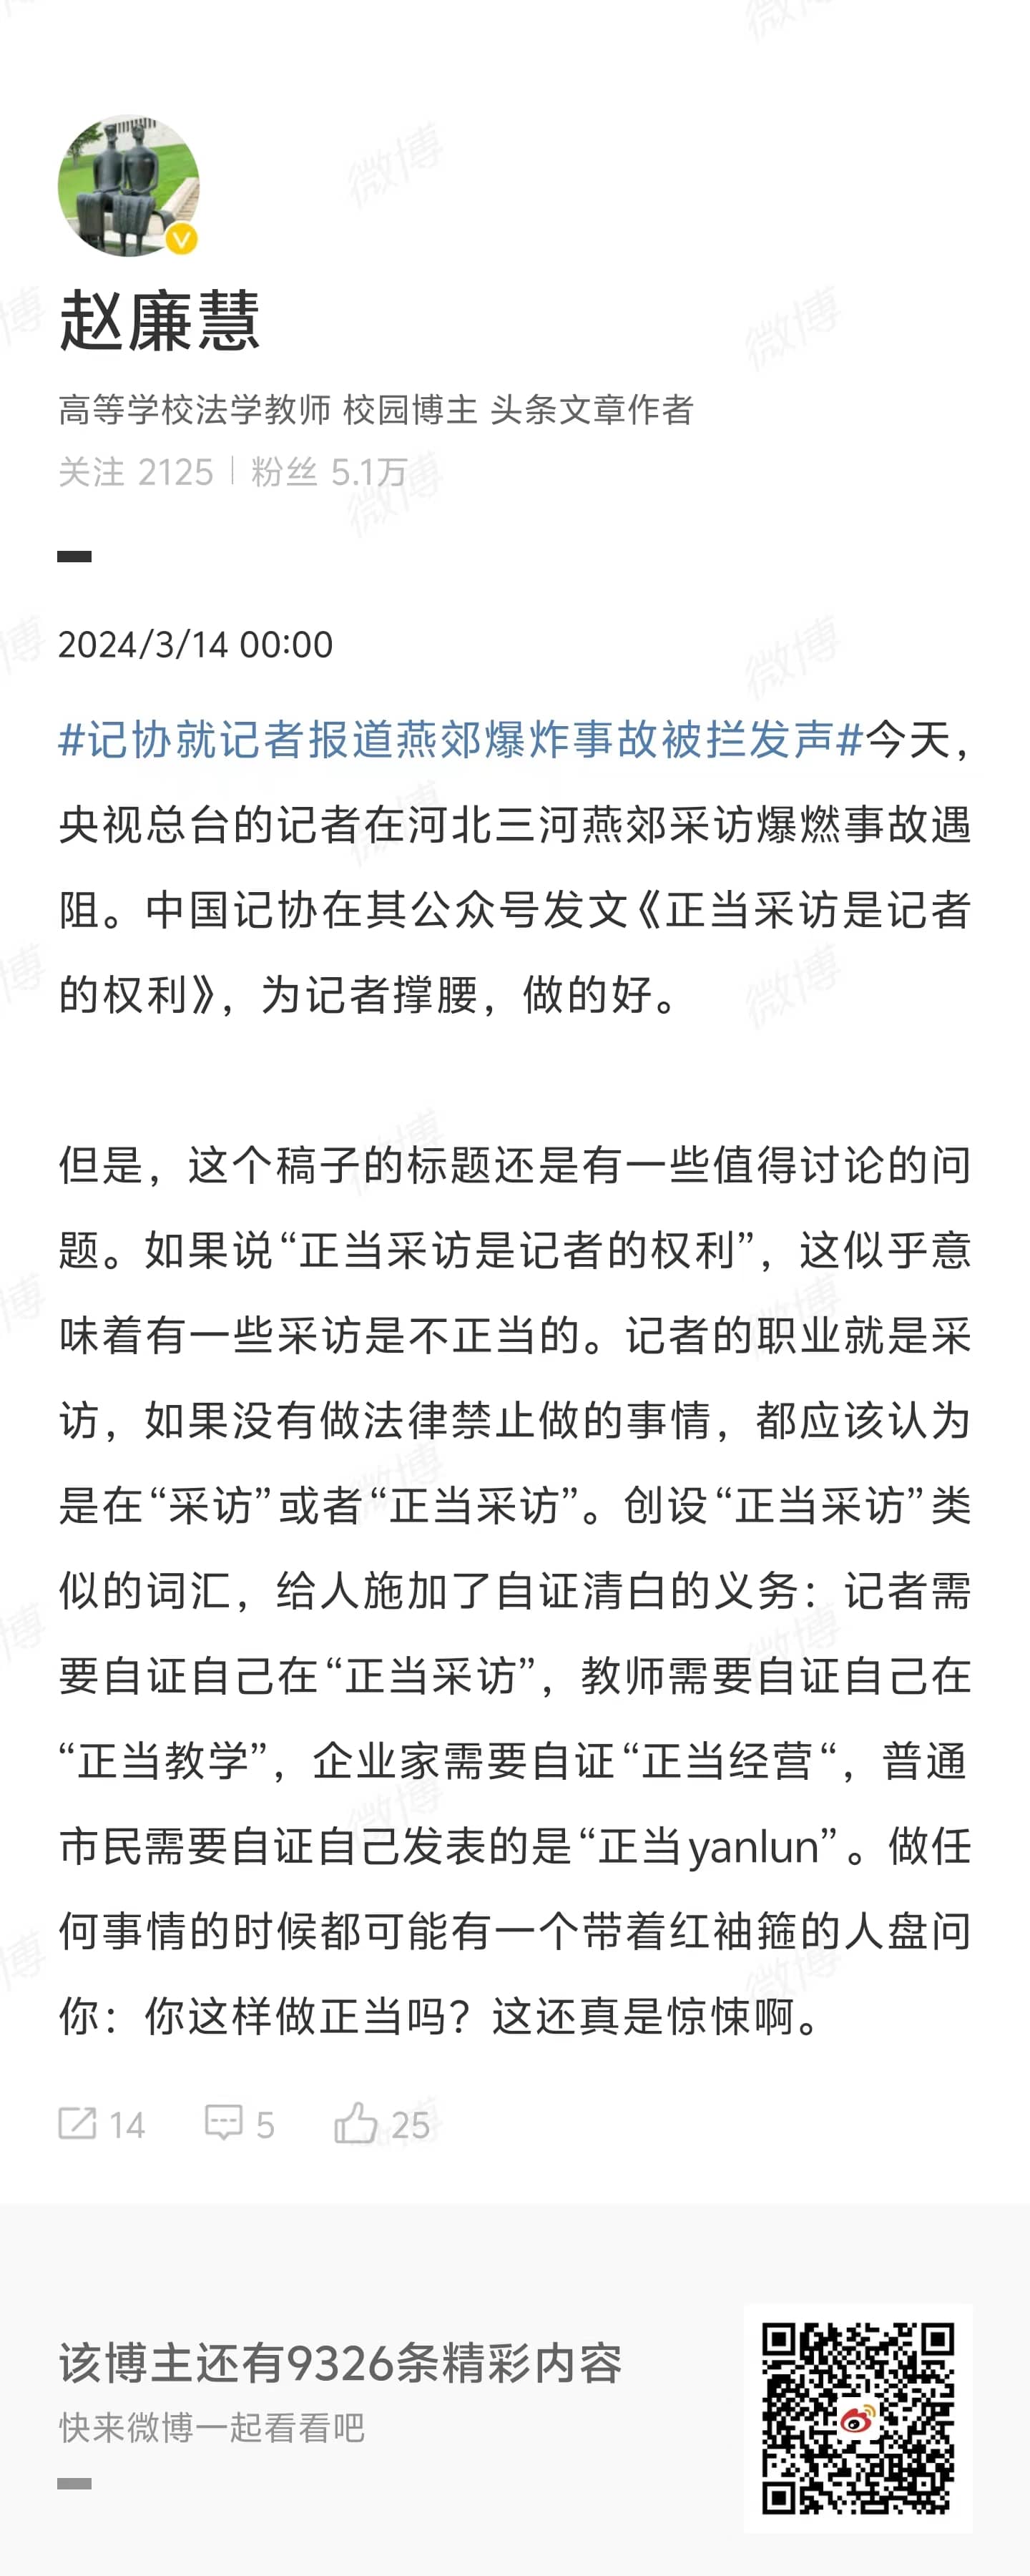 赵廉慧
高等学校法学教师 校园博主 头条文章作者
关注 2125 | 粉丝 5.1万
2024/3/14 00:00
#记协就记者报道燕郊爆炸事故被拦发声#今天，
央视总台的记者在河北三河燕郊采访爆燃事故遇
阻。中国记协在其公众号发文《正当采访是记者
的权利》，为记者撑腰，做的好。
但是，这个稿子的标题还是有一些值得讨论的问
题。如果说“正当采访是记者的权利”，这似乎意
味着有一些采访是不正当的。记者的职业就是采
访，如果没有做法律禁止做的事情，都应该认为
是在“采访”或者“正当采访”。创设“正当采访”类
似的词汇，给人施加了自证清白的义务：记者需
要自证自己在“正当采访”，教师需要自证自己在
“正当教学”，企业家需要自证“正当经营“，普通
市民需要自证自己发表的是“正当yanlun”。做任
何事情的时候都可能有一个带着红袖箍的人盘问
你：你这样做正当吗？这还真是惊悚啊。
14 5 25
该博主还有9326条精彩内容
快来微博一起看看吧
微博